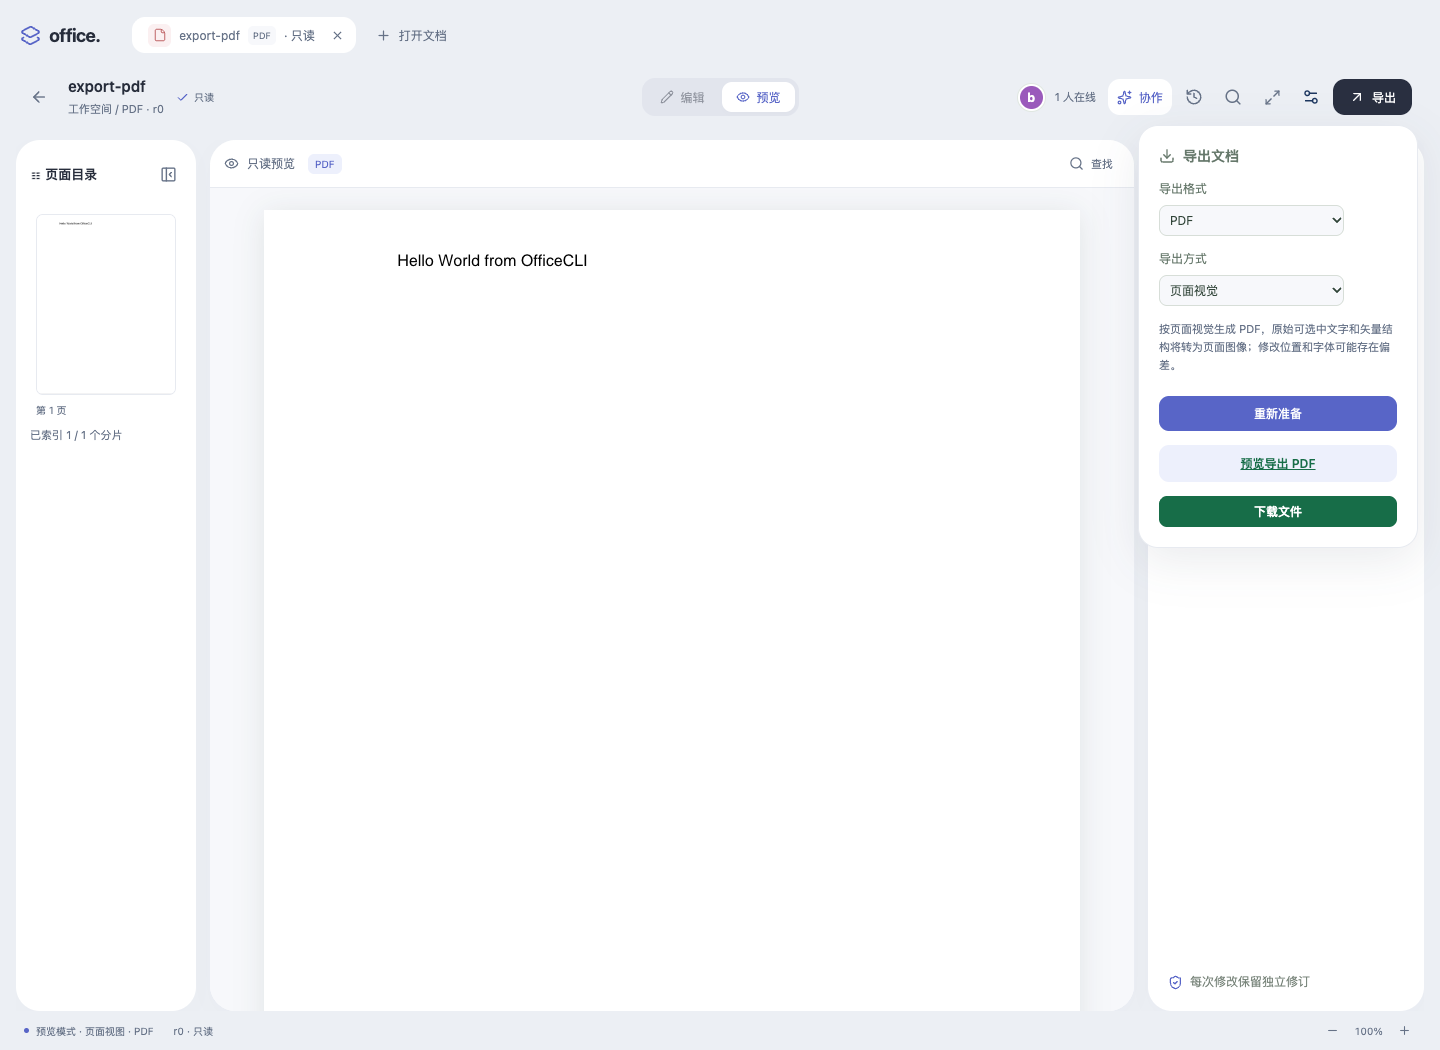 office.
export-pdf PDF · 只读
打开文档
export-pdf
工作空间 / PDF · r0
只读
编辑
预览
b
1 人在线
协作
导出
页面目录
Hello World from OfficeCLI
第 1 页
已索引 1 / 1 个分片
只读预览 PDF
查找
Hello World from OfficeCLI
导出文档
导出格式
PDF
导出方式
页面视觉
按页面视觉生成 PDF，原始可选中文字和矢量结
构将转为页面图像；修改位置和字体可能存在偏
差。
重新准备
预览导出 PDF
下载文件
每次修改保留独立修订
预览模式 · 页面视图 · PDF
r0 · 只读
100%